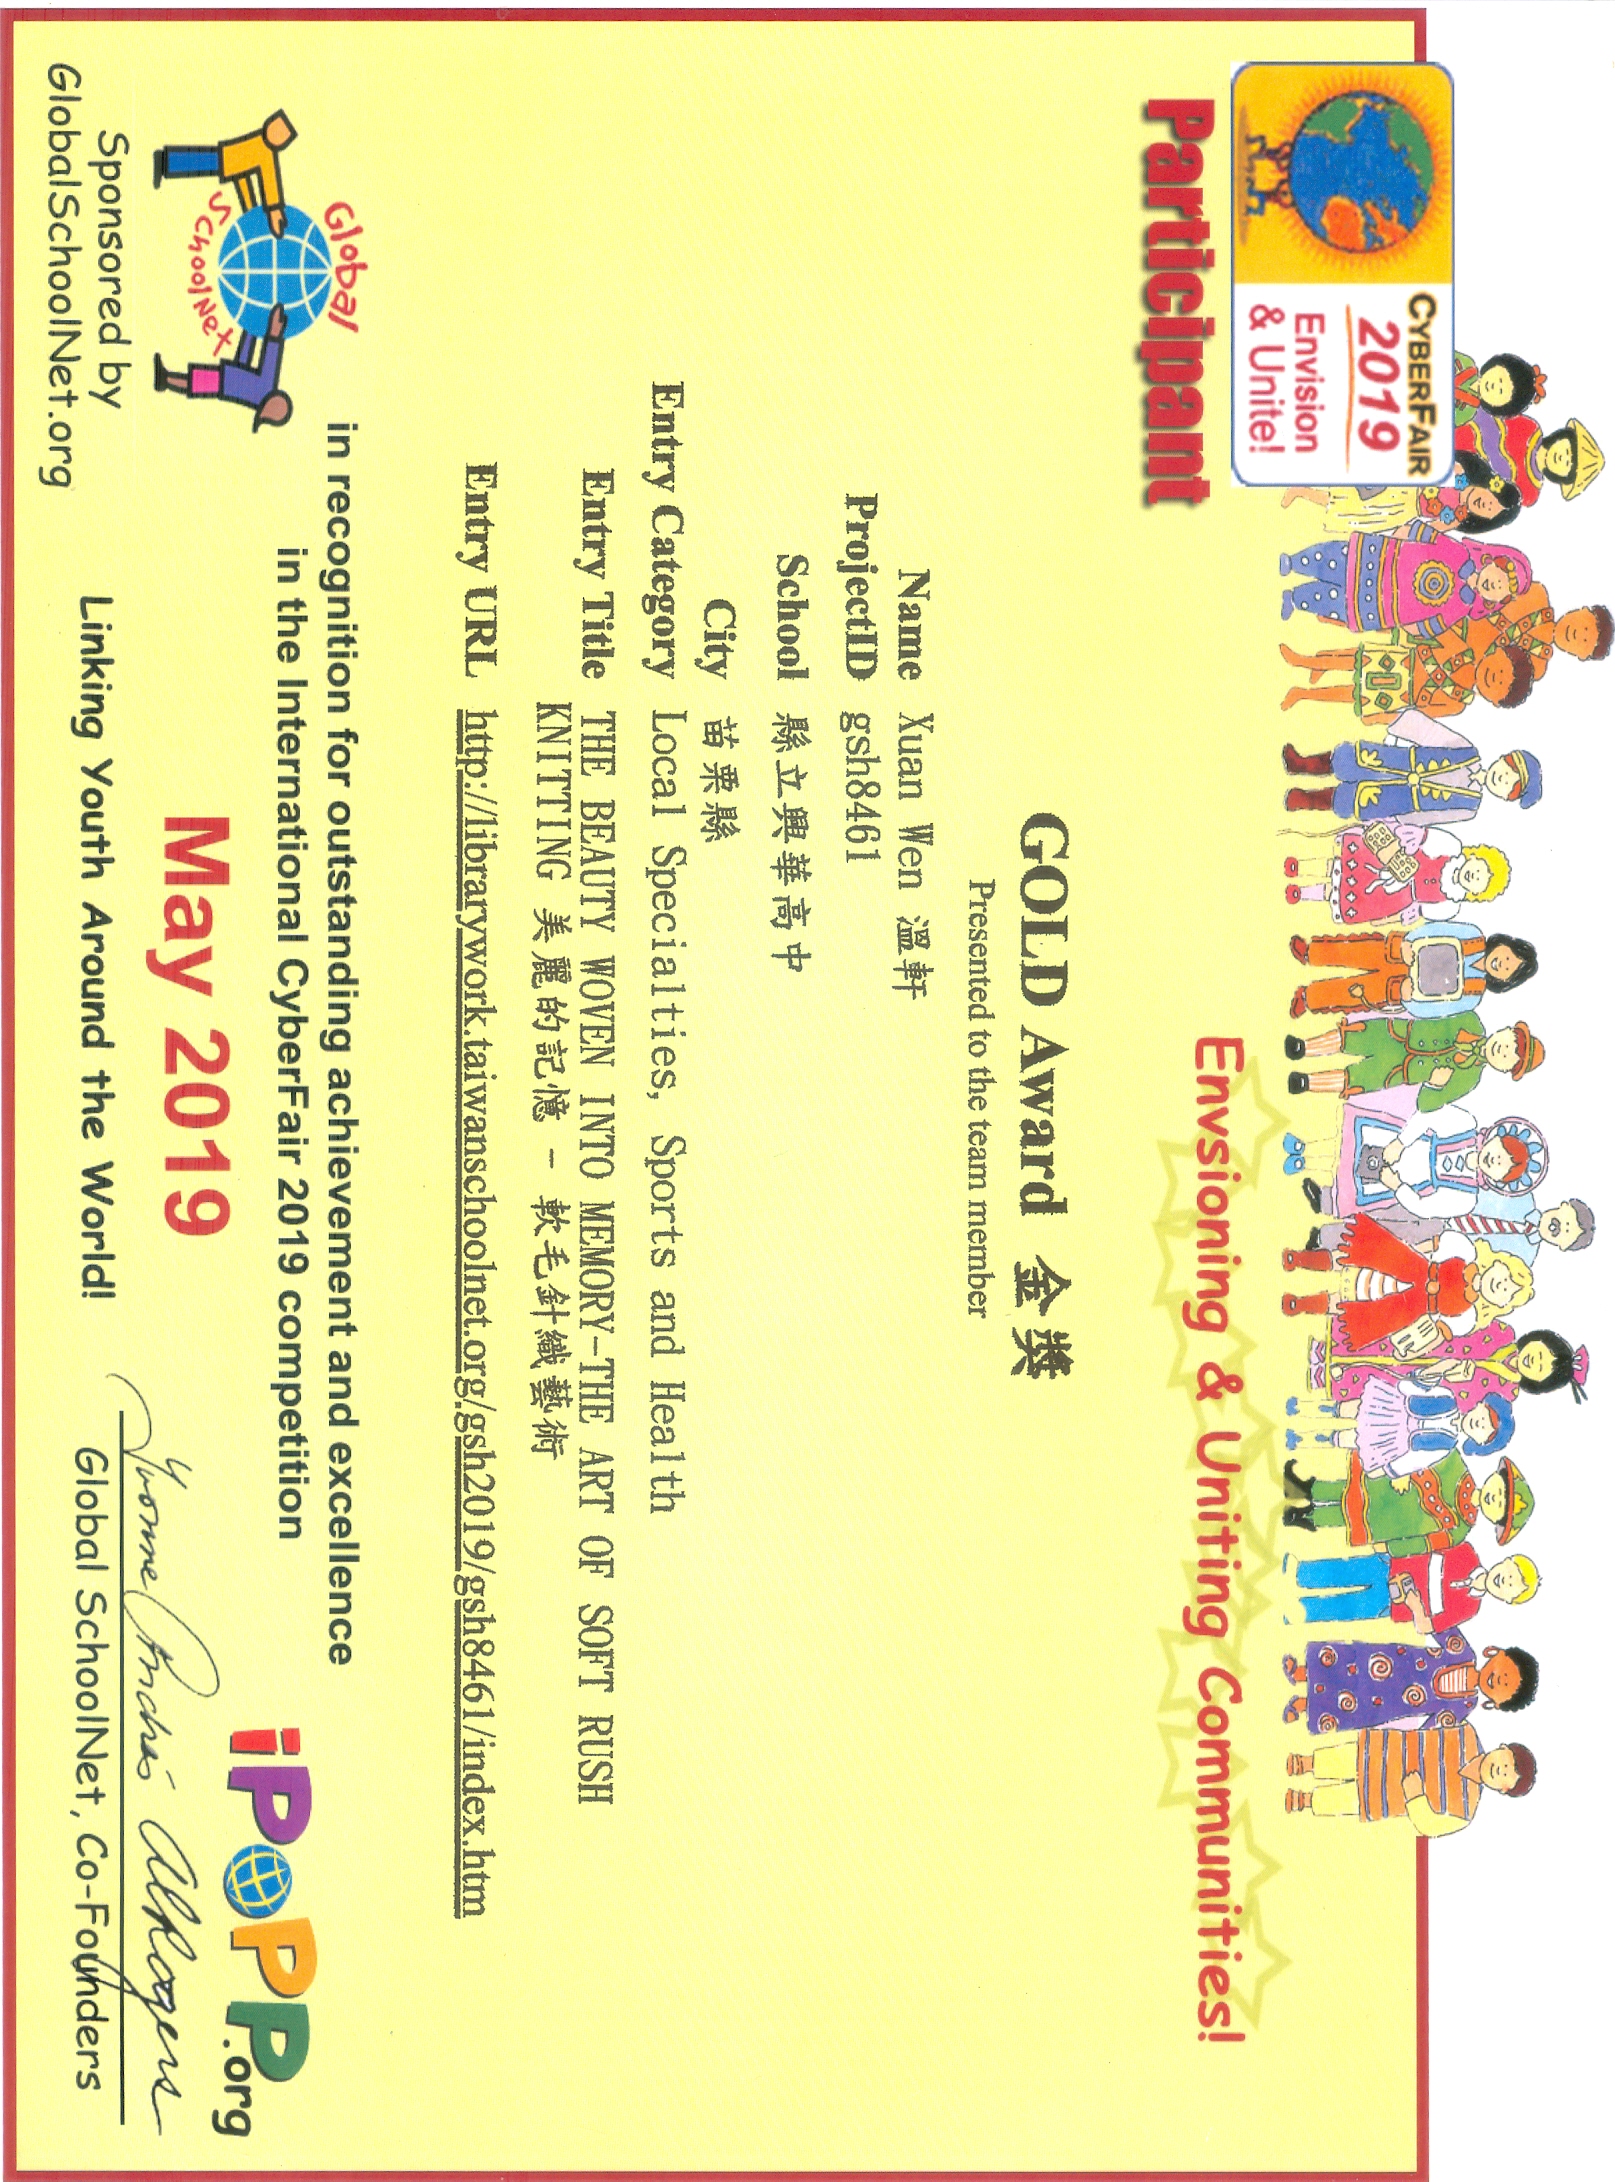 CYBERFAIR
2019
Envision
& Unite!
Participant
Envsioning & Uniting Communities!
GOLD Award 金獎
Presented to the team member
Name Xuan Wen 溫軒
ProjectID gsh8461
School 縣立興華高中
City 苗栗縣
Entry Category Local Specialties, Sports and Health
Entry Title THE BEAUTY WOVEN INTO MEMORY-THE ART OF SOFT RUSH
KNITTING 美麗的記憶 - 軟毛針織藝術
Entry URL http://librarywork.taiwanschoolnet.org/gsh2019/gsh8461/index.htm
in recognition for outstanding achievement and excellence
in the International CyberFair 2019 competition
May 2019
Linking Youth Around the World!
Global
SchoolNet
Sponsored by
GlobalSchoolNet.org
iPoPP.org
Yvonne Andrés Al Rogers
Global SchoolNet, Co-Founders